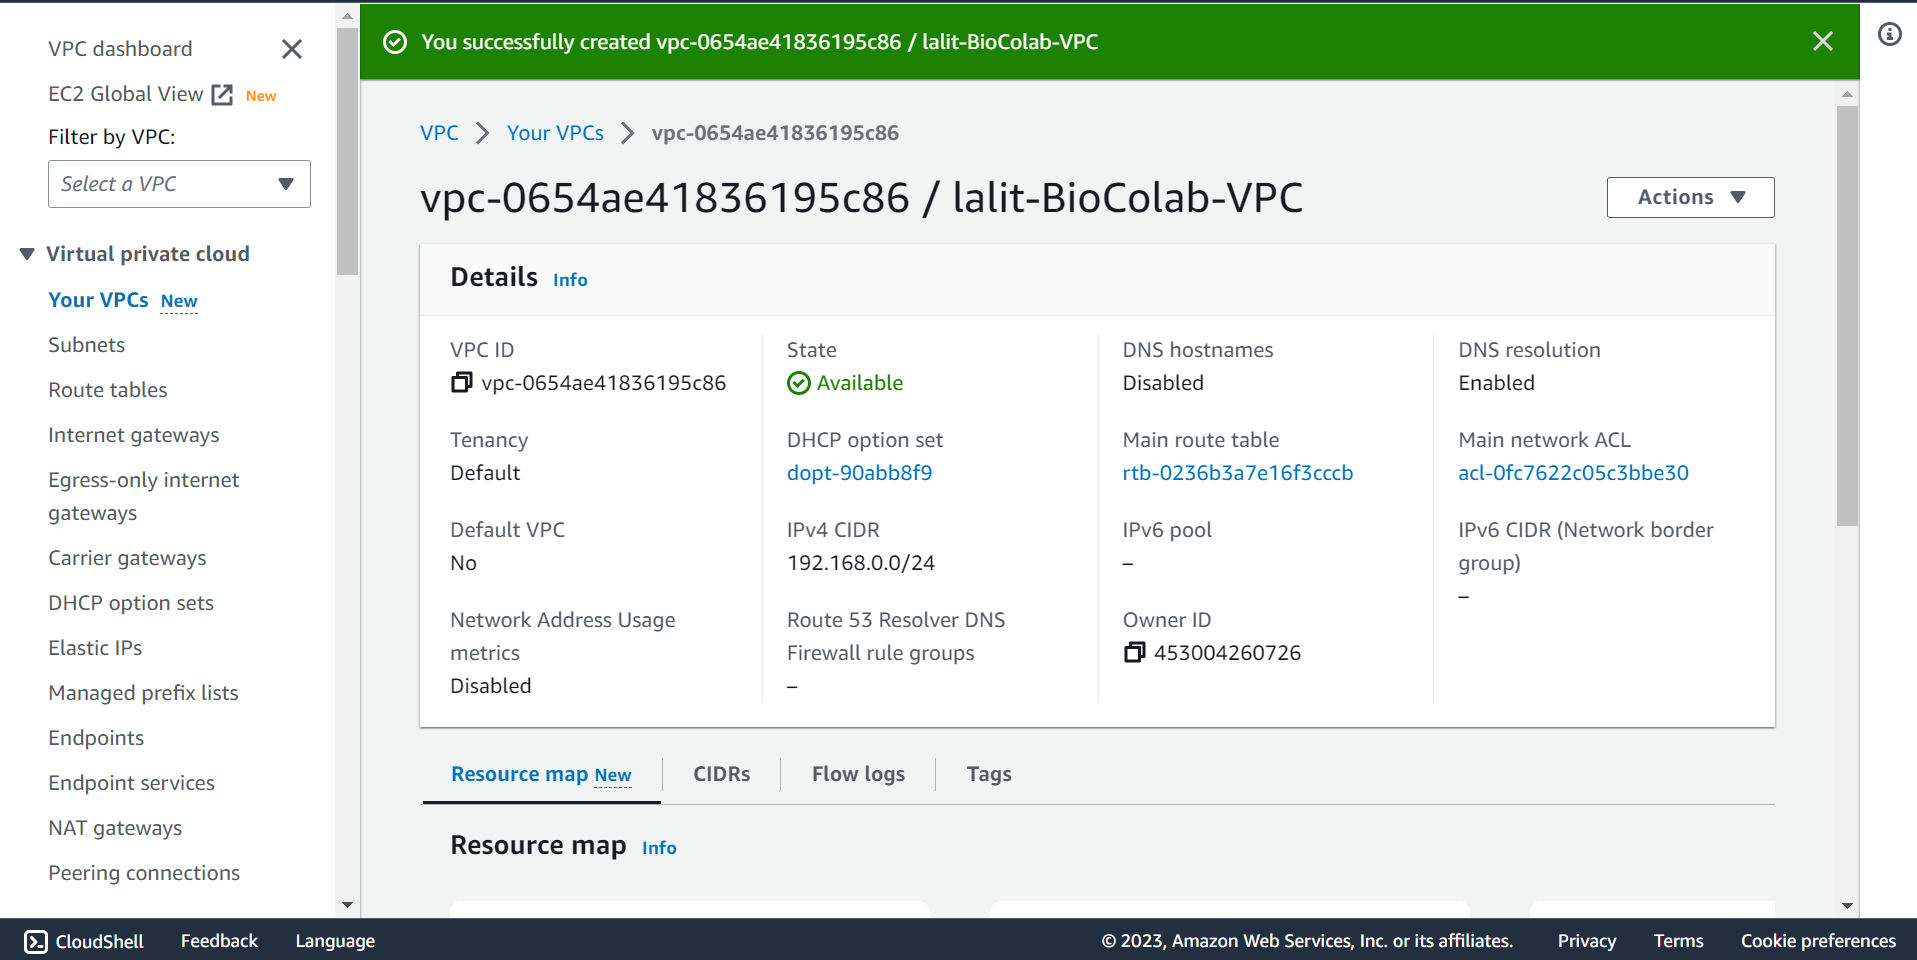 VPC dashboard
EC2 Global View New
Filter by VPC:
Select a VPC
Virtual private cloud
Your VPCs New
Subnets
Route tables
Internet gateways
Egress-only internet
gateways
Carrier gateways
DHCP option sets
Elastic IPs
Managed prefix lists
Endpoints
Endpoint services
NAT gateways
Peering connections
You successfully created vpc-0654ae41836195c86 / lalit-BioColab-VPC
VPC Your VPCs vpc-0654ae41836195c86
vpc-0654ae41836195c86 / lalit-BioColab-VPC
Actions
Details Info
VPC ID
vpc-0654ae41836195c86
State
Available
DNS hostnames
Disabled
DNS resolution
Enabled
Tenancy
Default
DHCP option set
dopt-90abb8f9
Main route table
rtb-0236b3a7e16f3cccb
Main network ACL
acl-0fc7622c05c3bbe30
Default VPC
No
IPv4 CIDR
192.168.0.0/24
IPv6 pool
–
IPv6 CIDR (Network border
group)
–
Network Address Usage
metrics
Disabled
Route 53 Resolver DNS
Firewall rule groups
–
Owner ID
453004260726
Resource map New CIDRs Flow logs Tags
Resource map Info
CloudShell Feedback Language © 2023, Amazon Web Services, Inc. or its affiliates. Privacy Terms Cookie preferences